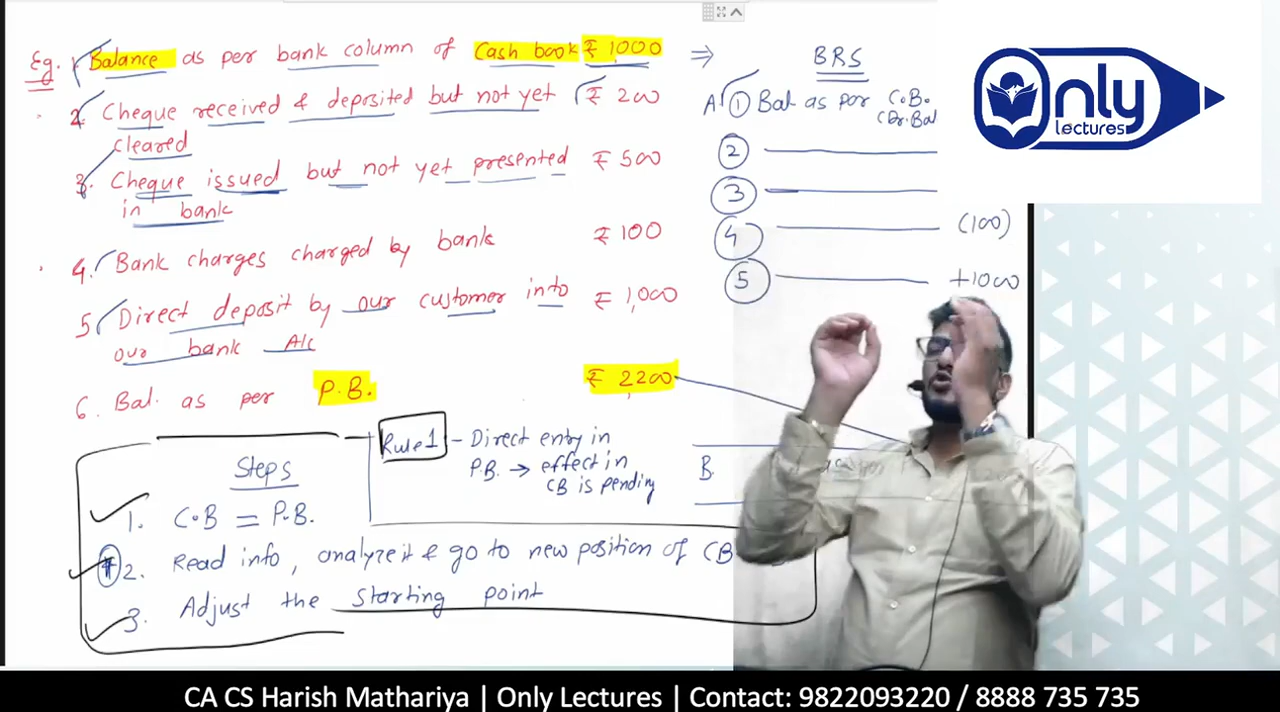 Eg. 1. Balance as per bank column of Cash book ₹ 1000 ⇒
2. Cheque received & deposited but not yet ₹ 200
cleared
3. Cheque issued but not yet presented ₹ 500
in bank
4. Bank charges charged by bank ₹ 100
5. Direct deposit by our customer into ₹ 1,000
our bank A/c
6. Bal. as per P.B. ₹ 2200
BRS
A 1 Bal as per C.B.
(Dr. Bal
2
3
4 (100)
5 +1000
B.
Rule 1 - Direct entry in
P.B. → effect in
CB is pending
Steps
1. C.B = P.B.
2. Read info, analyze it & go to new position of CB
3. Adjust the starting point
Only
lectures
CA CS Harish Mathariya | Only Lectures | Contact: 9822093220 / 8888 735 735